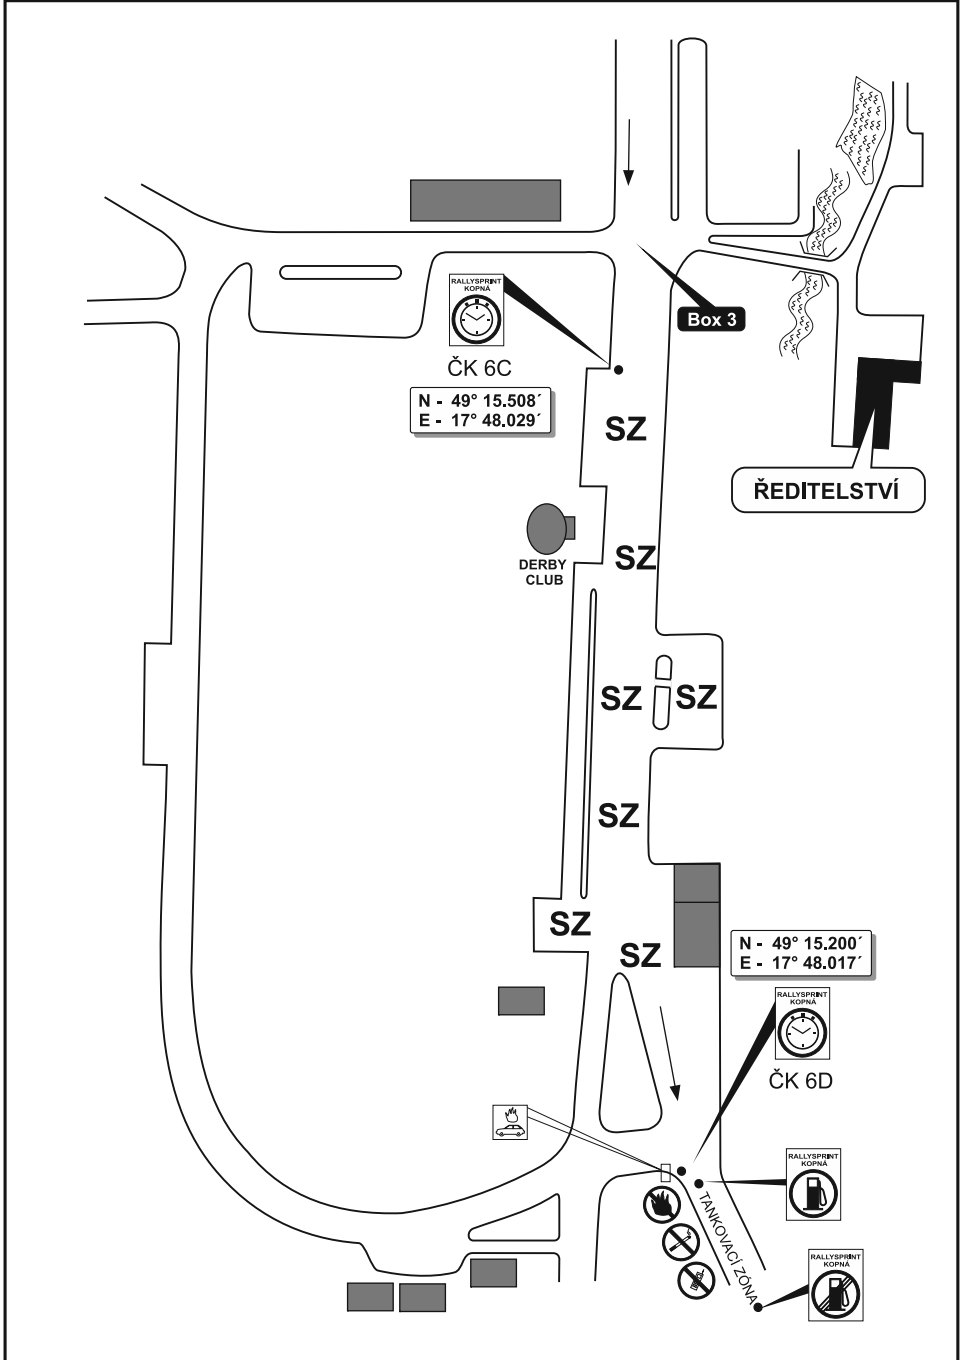 RALLYSPRINT
KOPNÁ
ČK 6C
N - 49° 15.508´
E - 17° 48.029´
Box 3
SZ
ŘEDITELSTVÍ
DERBY
CLUB
SZ
SZ
SZ
SZ
SZ
SZ
N - 49° 15.200´
E - 17° 48.017´
RALLYSPRINT
KOPNÁ
ČK 6D
RALLYSPRINT
KOPNÁ
TANKOVACÍ ZÓNA
RALLYSPRINT
KOPNÁ